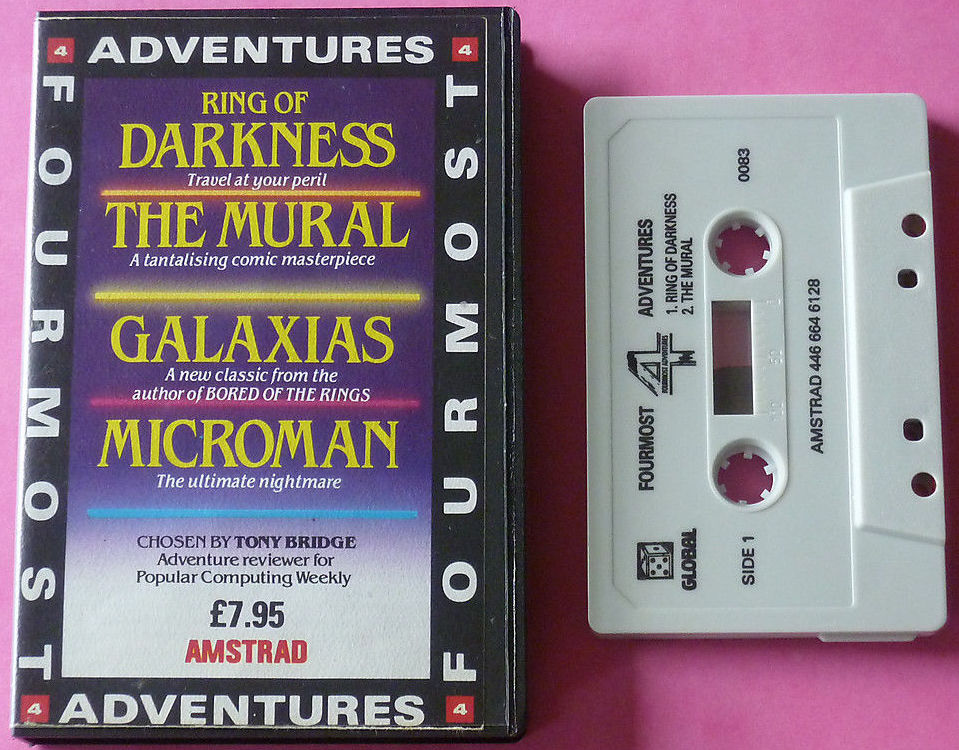 4 ADVENTURES 4
FOURMOST
FOURMOST
RING OF
DARKNESS
Travel at your peril
THE MURAL
A tantalising comic masterpiece
GALAXIAS
A new classic from the
author of BORED OF THE RINGS
MICROMAN
The ultimate nightmare
CHOSEN BY TONY BRIDGE
Adventure reviewer for
Popular Computing Weekly
£7.95
AMSTRAD
4 ADVENTURES 4
GLOBAL
FOURMOST
4
FOURMOST ADVENTURES
ADVENTURES
1. RING OF DARKNESS
2. THE MURAL
SIDE 1
0083
AMSTRAD 446 664 6128